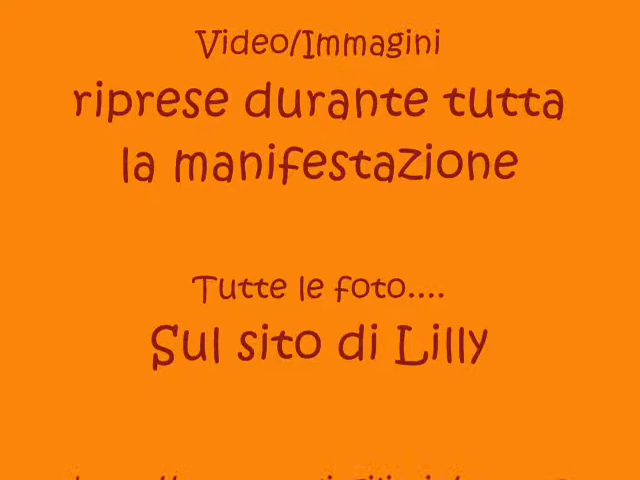 Video/Immagini
riprese durante tutta
la manifestazione
Tutte le foto....
Sul sito di Lilly